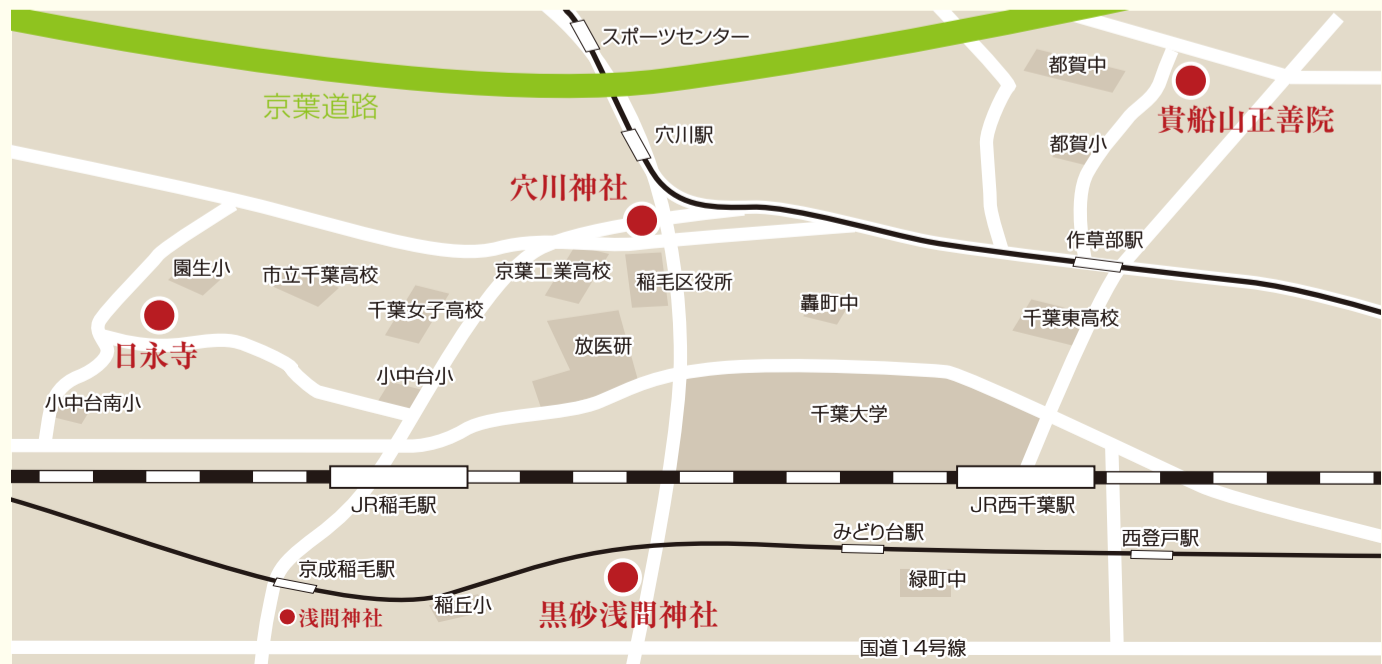 スポーツセンター
都賀中
京葉道路
貴船山正善院
穴川駅
都賀小
穴川神社
作草部駅
園生小
市立千葉高校
京葉工業高校
稲毛区役所
千葉女子高校
轟町中
千葉東高校
日永寺
放医研
小中台小
小中台南小
千葉大学
JR稲毛駅
JR西千葉駅
みどり台駅
西登戸駅
京成稲毛駅
緑町中
稲丘小
浅間神社
黒砂浅間神社
国道14号線